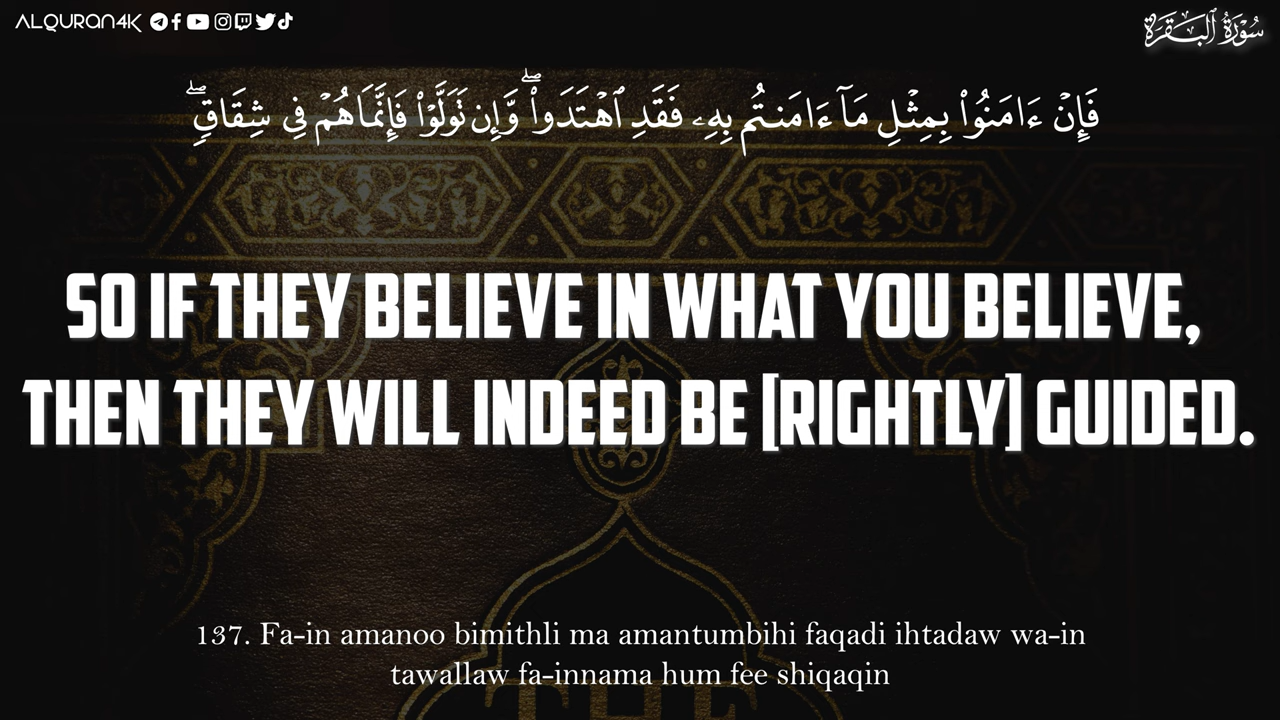 ALQURAN4K
سُورَةُ ٱلْبَقَرَة
فَإِنْ ءَامَنُوا۟ بِمِثْلِ مَآ ءَامَنتُم بِهِۦ فَقَدِ ٱهْتَدَوا۟ ۖ وَّإِن تَوَلَّوْا۟ فَإِنَّمَا هُمْ فِى شِقَاقٍ ۖ
SO IF THEY BELIEVE IN WHAT YOU BELIEVE,
THEN THEY WILL INDEED BE [RIGHTLY] GUIDED.
137. Fa-in amanoo bimithli ma amantumbihi faqadi ihtadaw wa-in
tawallaw fa-innama hum fee shiqaqin
THE